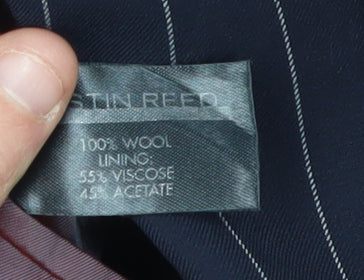 STIN REED
100% WOOL
LINING:
55% VISCOSE
45% ACETATE